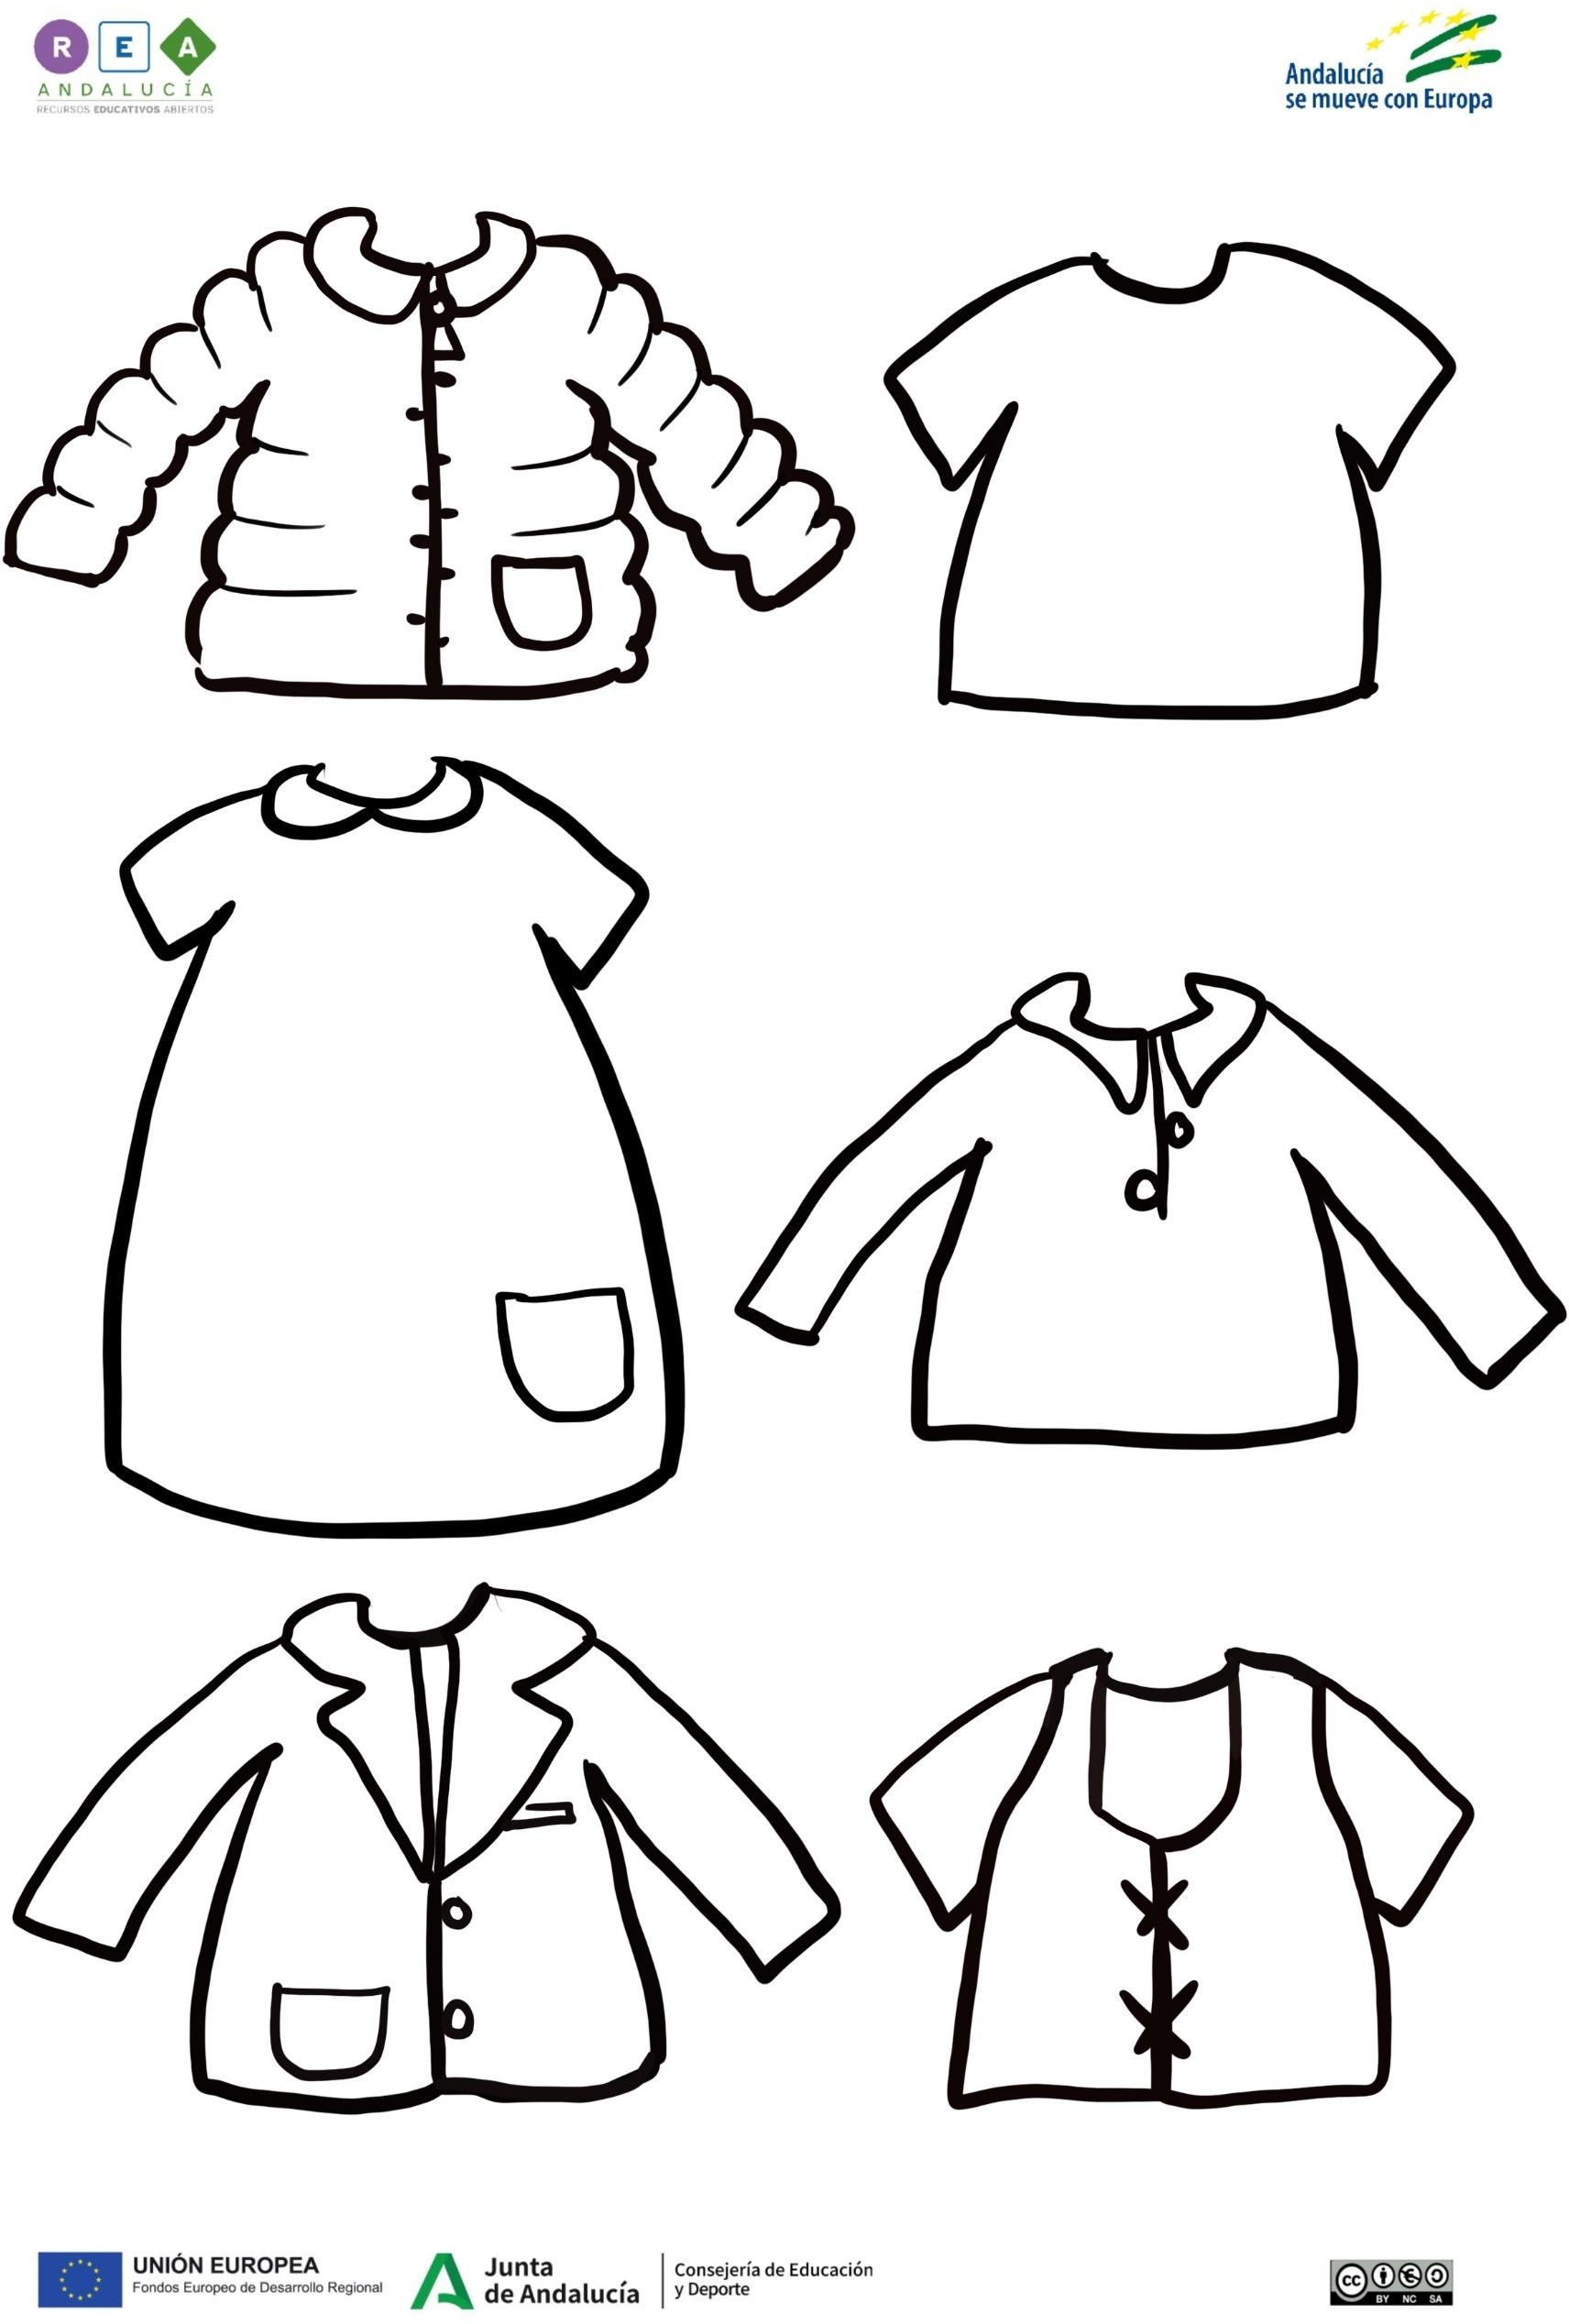 R E A
ANDALUCÍA
RECURSOS EDUCATIVOS ABIERTOS
Andalucía
se mueve con Europa
UNIÓN EUROPEA
Fondos Europeo de Desarrollo Regional
Junta
de Andalucía
Consejería de Educación
y Deporte
cc
BY NC SA